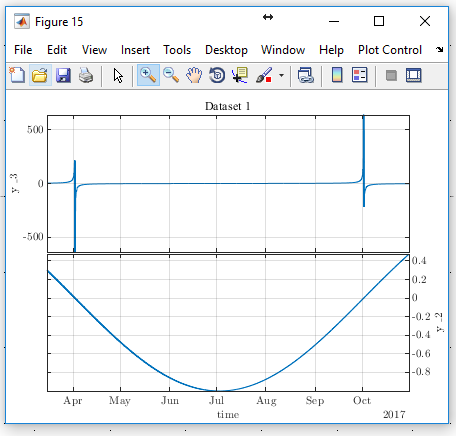 Figure 15
File Edit View Insert Tools Desktop Window Help Plot Control
Dataset 1
500
0
-500
y_3
0.4
0.2
0
-0.2
-0.4
-0.6
-0.8
y_2
Apr May Jun Jul Aug Sep Oct
time 2017